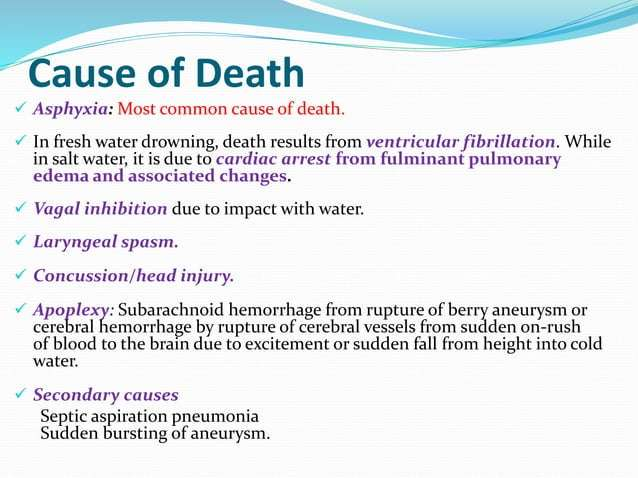 Cause of Death
✓ Asphyxia: Most common cause of death.
✓ In fresh water drowning, death results from ventricular fibrillation. While
in salt water, it is due to cardiac arrest from fulminant pulmonary
edema and associated changes.
✓ Vagal inhibition due to impact with water.
✓ Laryngeal spasm.
✓ Concussion/head injury.
✓ Apoplexy: Subarachnoid hemorrhage from rupture of berry aneurysm or
cerebral hemorrhage by rupture of cerebral vessels from sudden on-rush
of blood to the brain due to excitement or sudden fall from height into cold
water.
✓ Secondary causes
Septic aspiration pneumonia
Sudden bursting of aneurysm.